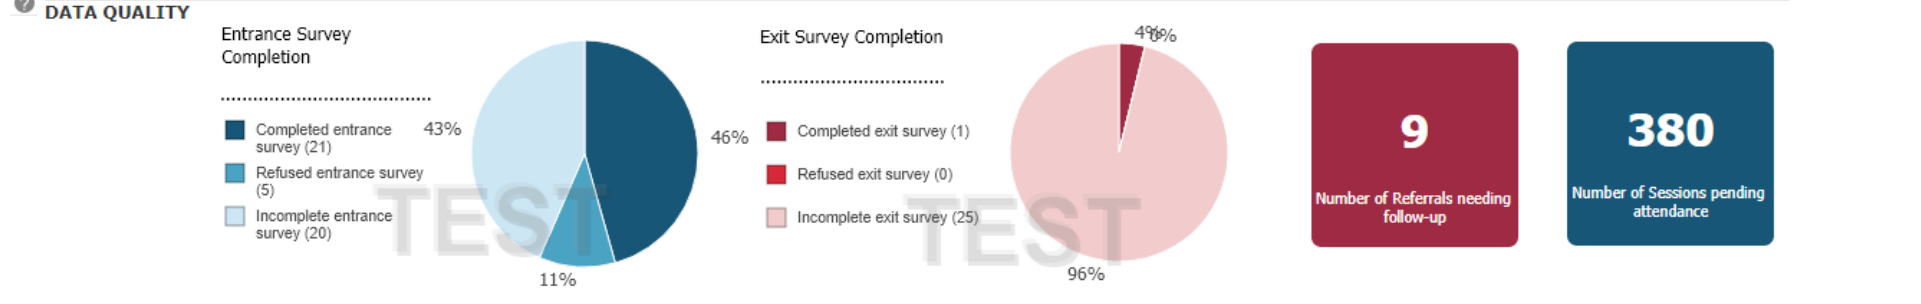 ?
DATA QUALITY
Entrance Survey
Completion
Completed entrance
survey (21)
Refused entrance survey
(5)
Incomplete entrance
survey (20)
43%
46%
11%
TEST
Exit Survey Completion
Completed exit survey (1)
Refused exit survey (0)
Incomplete exit survey (25)
4%
0%
96%
TEST
9
Number of Referrals needing
follow-up
380
Number of Sessions pending
attendance